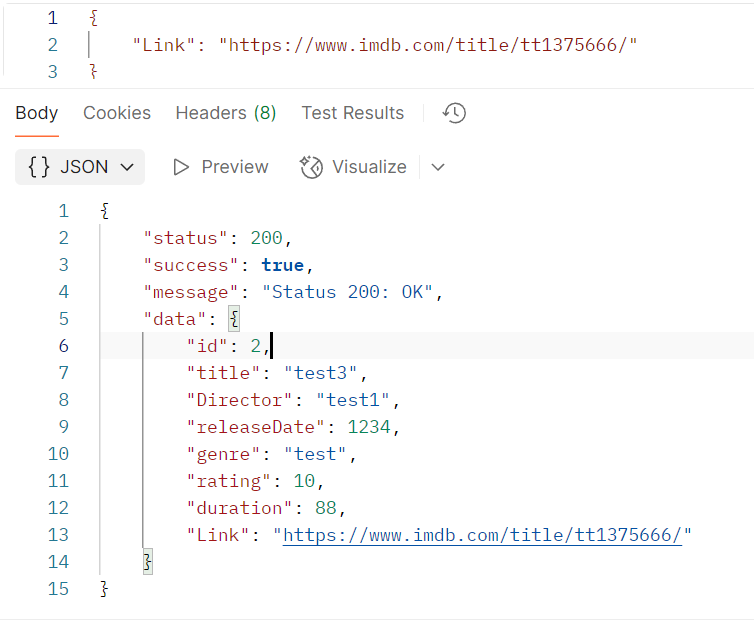 1 {
2 "Link": "https://www.imdb.com/title/tt1375666/"
3 }
Body Cookies Headers (8) Test Results
{} JSON Preview Visualize
1 {
2 "status": 200,
3 "success": true,
4 "message": "Status 200: OK",
5 "data": {
6 "id": 2,
7 "title": "test3",
8 "Director": "test1",
9 "releaseDate": 1234,
10 "genre": "test",
11 "rating": 10,
12 "duration": 88,
13 "Link": "https://www.imdb.com/title/tt1375666/"
14 }
15 }